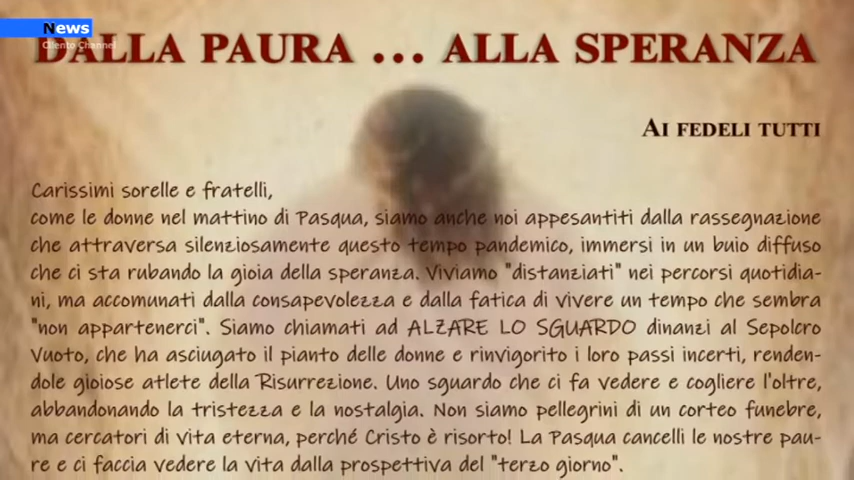 News
Cilento Channel
DALLA PAURA ... ALLA SPERANZA
AI FEDELI TUTTI
Carissimi sorelle e fratelli,
come le donne nel mattino di Pasqua, siamo anche noi appesantiti dalla rassegnazione
che attraversa silenziosamente questo tempo pandemico, immersi in un buio diffuso
che ci sta rubando la gioia della speranza. Viviamo "distanziati" nei percorsi quotidia-
ni, ma accomunati dalla consapevolezza e dalla fatica di vivere un tempo che sembra
"non appartenerci". Siamo chiamati ad ALZARE LO SGUARDO dinanzi al Sepolcro
Vuoto, che ha asciugato il pianto delle donne e rinvigorito i loro passi incerti, renden-
dole gioiose atlete della Risurrezione. Uno sguardo che ci fa vedere e cogliere l'oltre,
abbandonando la tristezza e la nostalgia. Non siamo pellegrini di un corteo funebre,
ma cercatori di vita eterna, perché Cristo è risorto! La Pasqua cancelli le nostre pau-
re e ci faccia vedere la vita dalla prospettiva del "terzo giorno".